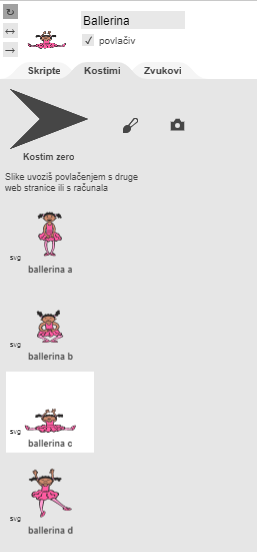 Ballerina
povlačiv
Skripte Kostimi Zvukovi
Kostim zero
Slike uvoziš povlačenjem s druge
web stranice ili s računala
svg
ballerina a
svg
ballerina b
svg
ballerina c
svg
ballerina d